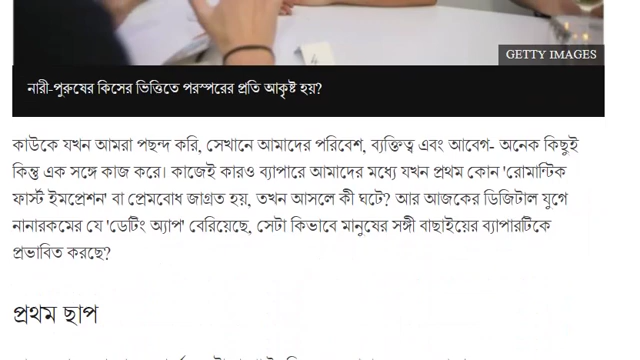 GETTY IMAGES
নারী-পুরুষের কিসের ভিত্তিতে পরস্পরের প্রতি আকৃষ্ট হয়?
কাউকে যখন আমরা পছন্দ করি, সেখানে আমাদের পরিবেশ, ব্যক্তিত্ব এবং আবেগ- অনেক কিছুই
কিন্তু এক সঙ্গে কাজ করে। কাজেই কারও ব্যাপারে আমাদের মধ্যে যখন প্রথম কোন 'রোমান্টিক
ফার্স্ট ইমপ্রেশন' বা প্রেমবোধ জাগ্রত হয়, তখন আসলে কী ঘটে? আর আজকের ডিজিটাল যুগে
নানারকমের যে 'ডেটিং অ্যাপ' বেরিয়েছে, সেটা কিভাবে মানুষের সঙ্গী বাছাইয়ের ব্যাপারটিকে
প্রভাবিত করছে?
প্রথম ছাপ